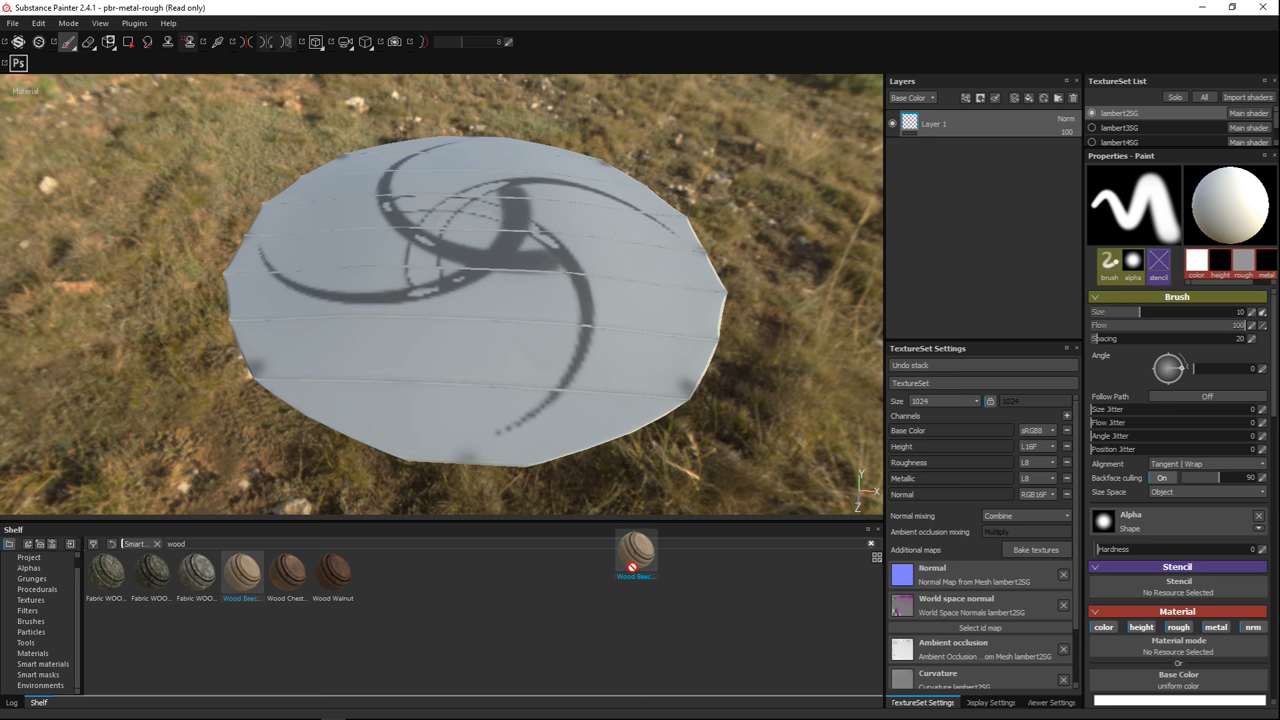 Substance Painter 2.4.1 - pbr-metal-rough (Read only)
File Edit Mode View Plugins Help
8
Ps
Material
Y
X
Z
Layers
Base Color
Layer 1
Norm
100
TextureSet Settings
Undo stack
TextureSet
Size 1024 1024
Channels
Base Color sRGB8
Height L16F
Roughness L8
Metallic L8
Normal RGB16F
Normal mixing Combine
Ambient occlusion mixing Multiply
Additional maps Bake textures
Normal
Normal Map from Mesh lambert2SG
World space normal
World Space Normals lambert2SG
Select id map
Ambient occlusion
Ambient Occlusion ...om Mesh lambert2SG
Curvature
Curvature lambert2SG
TextureSet Settings Display Settings
TextureSet List
Solo All Import shaders
lambert2SG Main shader
lambert3SG Main shader
lambert4SG Main shader
Properties - Paint
brush alpha stencil color height rough metal
Brush
Size 10
Flow 100
Spacing 20
Angle 0
Follow Path Off
Size Jitter 0
Flow Jitter 0
Angle Jitter 0
Position Jitter 0
Alignment Tangent | Wrap
Backface culling On 90
Size Space Object
Alpha
Shape
Hardness 0
Stencil
Stencil
No Resource Selected
Material
color height rough metal nrm
Material mode
No Resource Selected
Or
Base Color
uniform color
Shelf
Smart... wood
Project
Alphas
Grunges
Procedurals
Textures
Filters
Brushes
Particles
Tools
Materials
Smart materials
Smart masks
Environments
Fabric WOO... Fabric WOO... Fabric WOO... Wood Beec... Wood Chest... Wood Walnut
Wood Beec...
Log Shelf